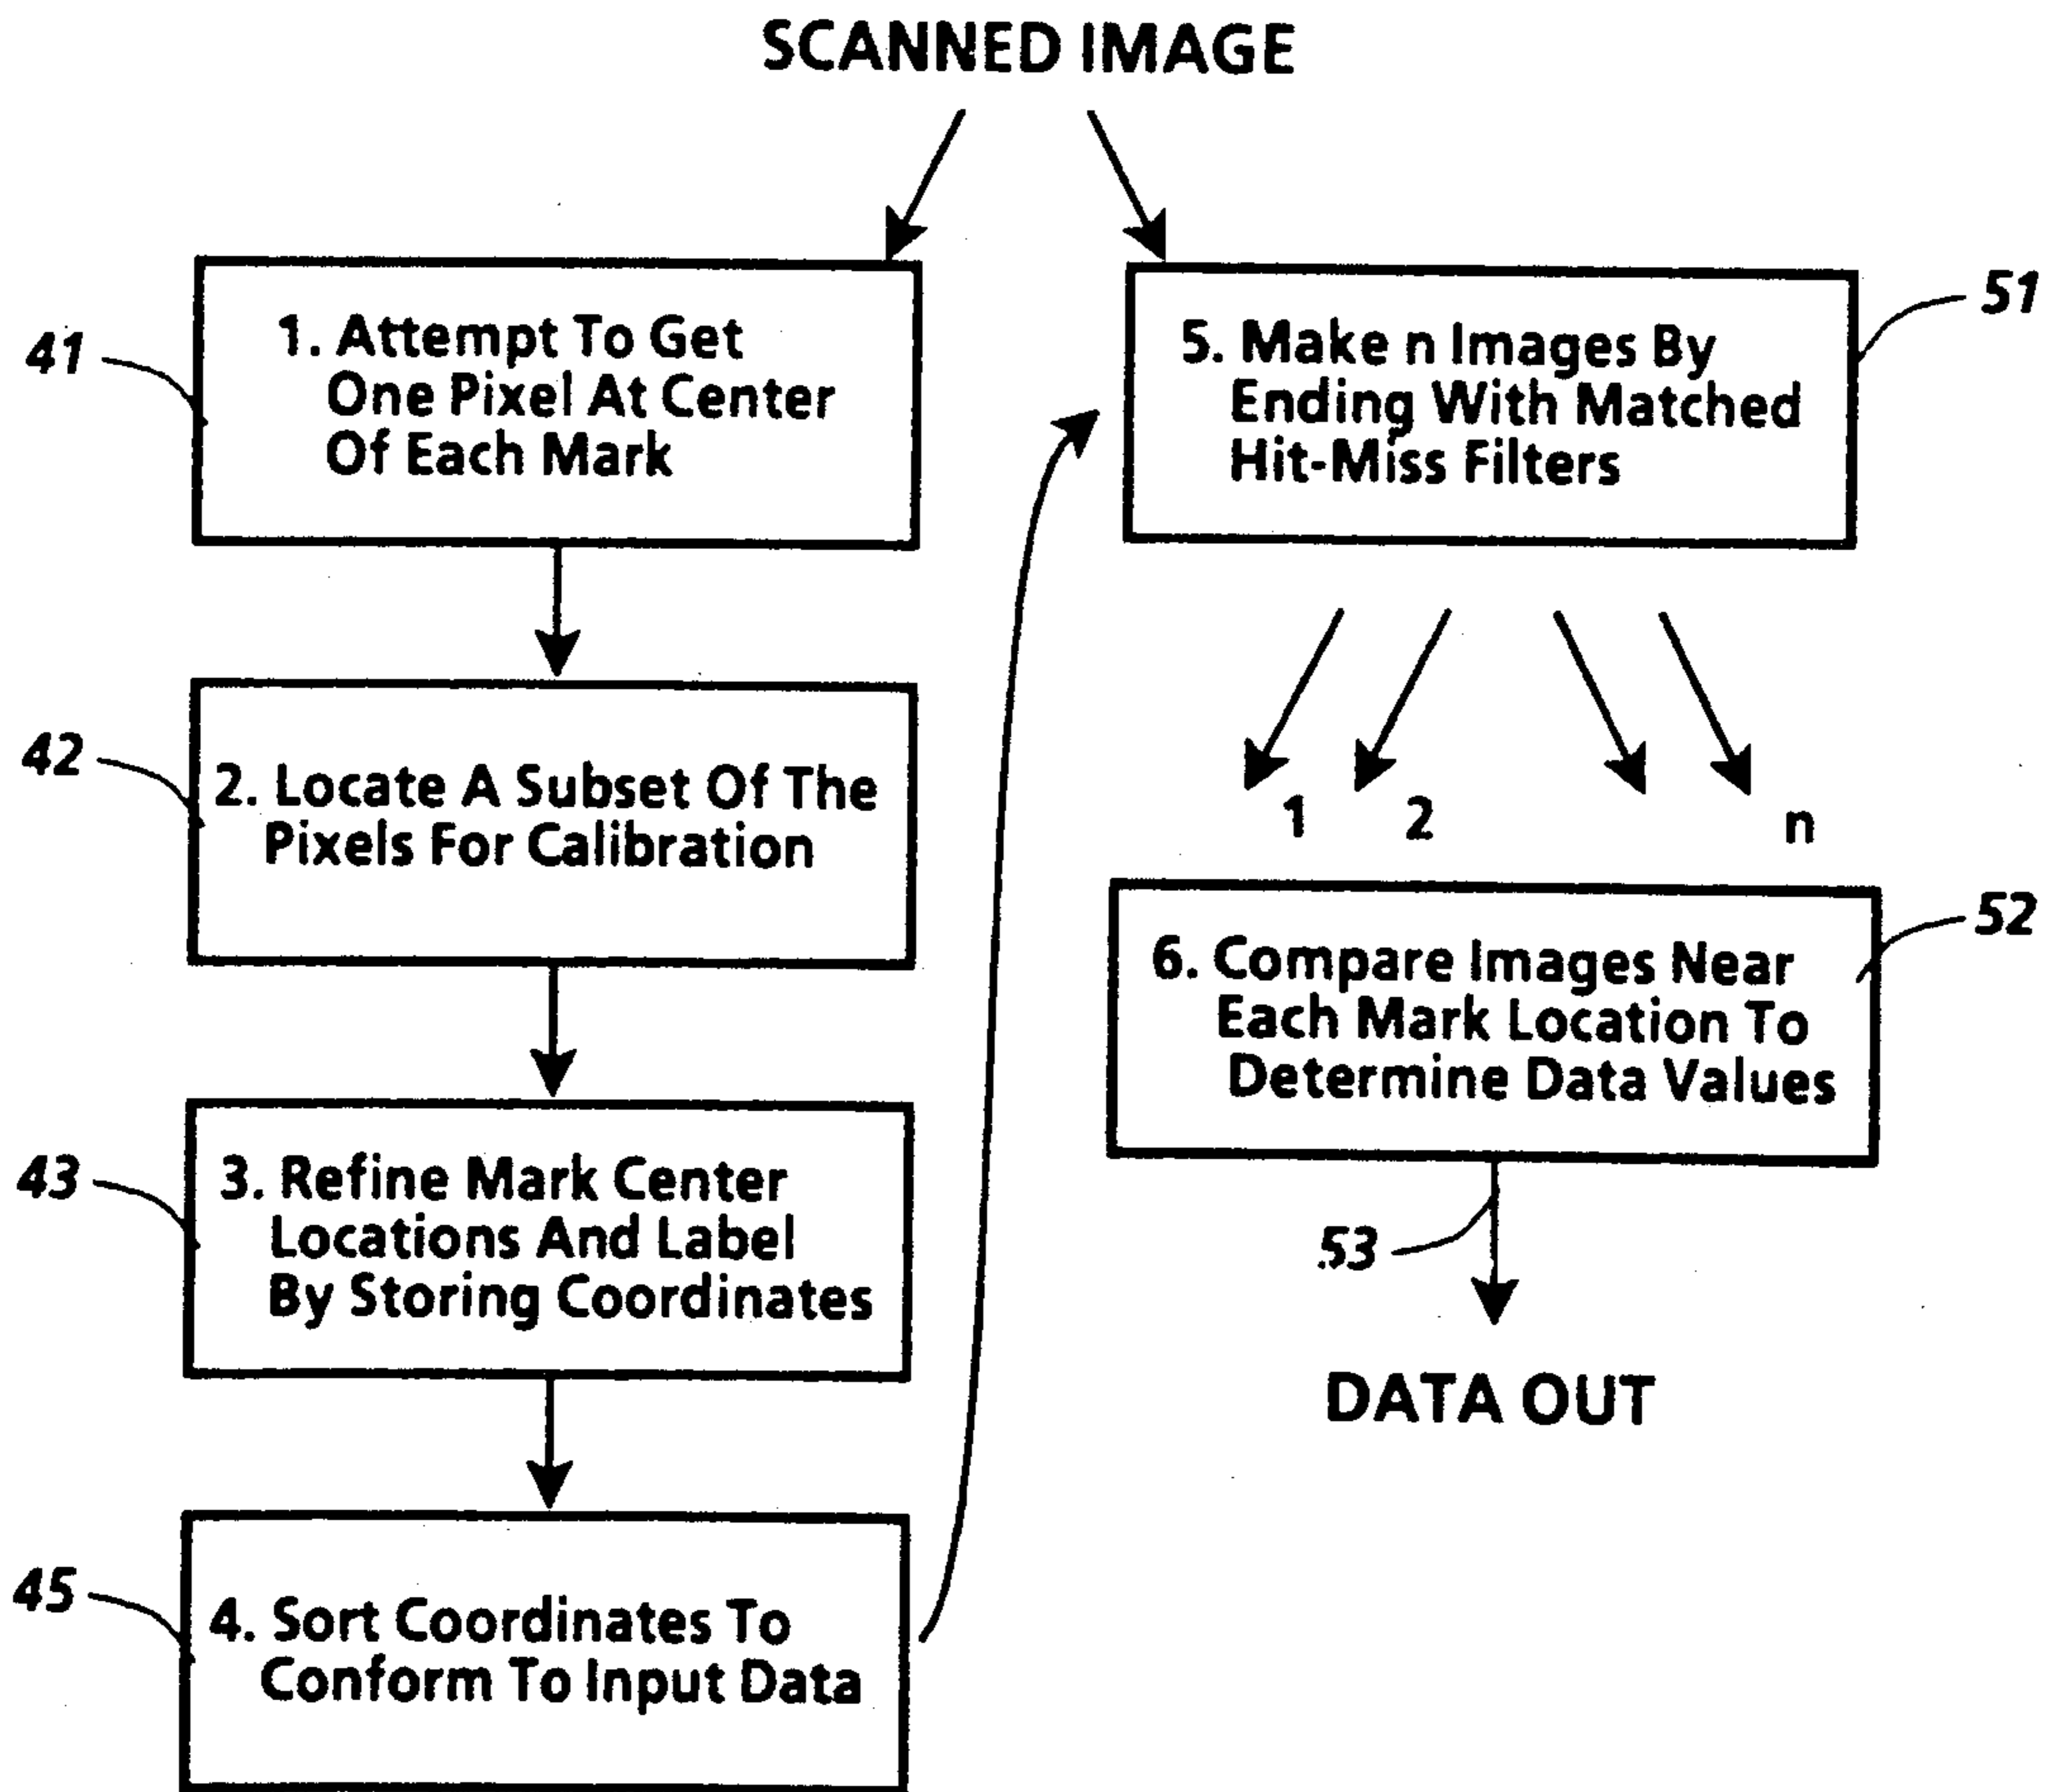 SCANNED IMAGE
41
1. Attempt To Get
One Pixel At Center
Of Each Mark
42
2. Locate A Subset Of The
Pixels For Calibration
43
3. Refine Mark Center
Locations And Label
By Storing Coordinates
45
4. Sort Coordinates To
Conform To Input Data
51
5. Make n Images By
Ending With Matched
Hit-Miss Filters
1 2 n
52
6. Compare Images Near
Each Mark Location To
Determine Data Values
53
DATA OUT